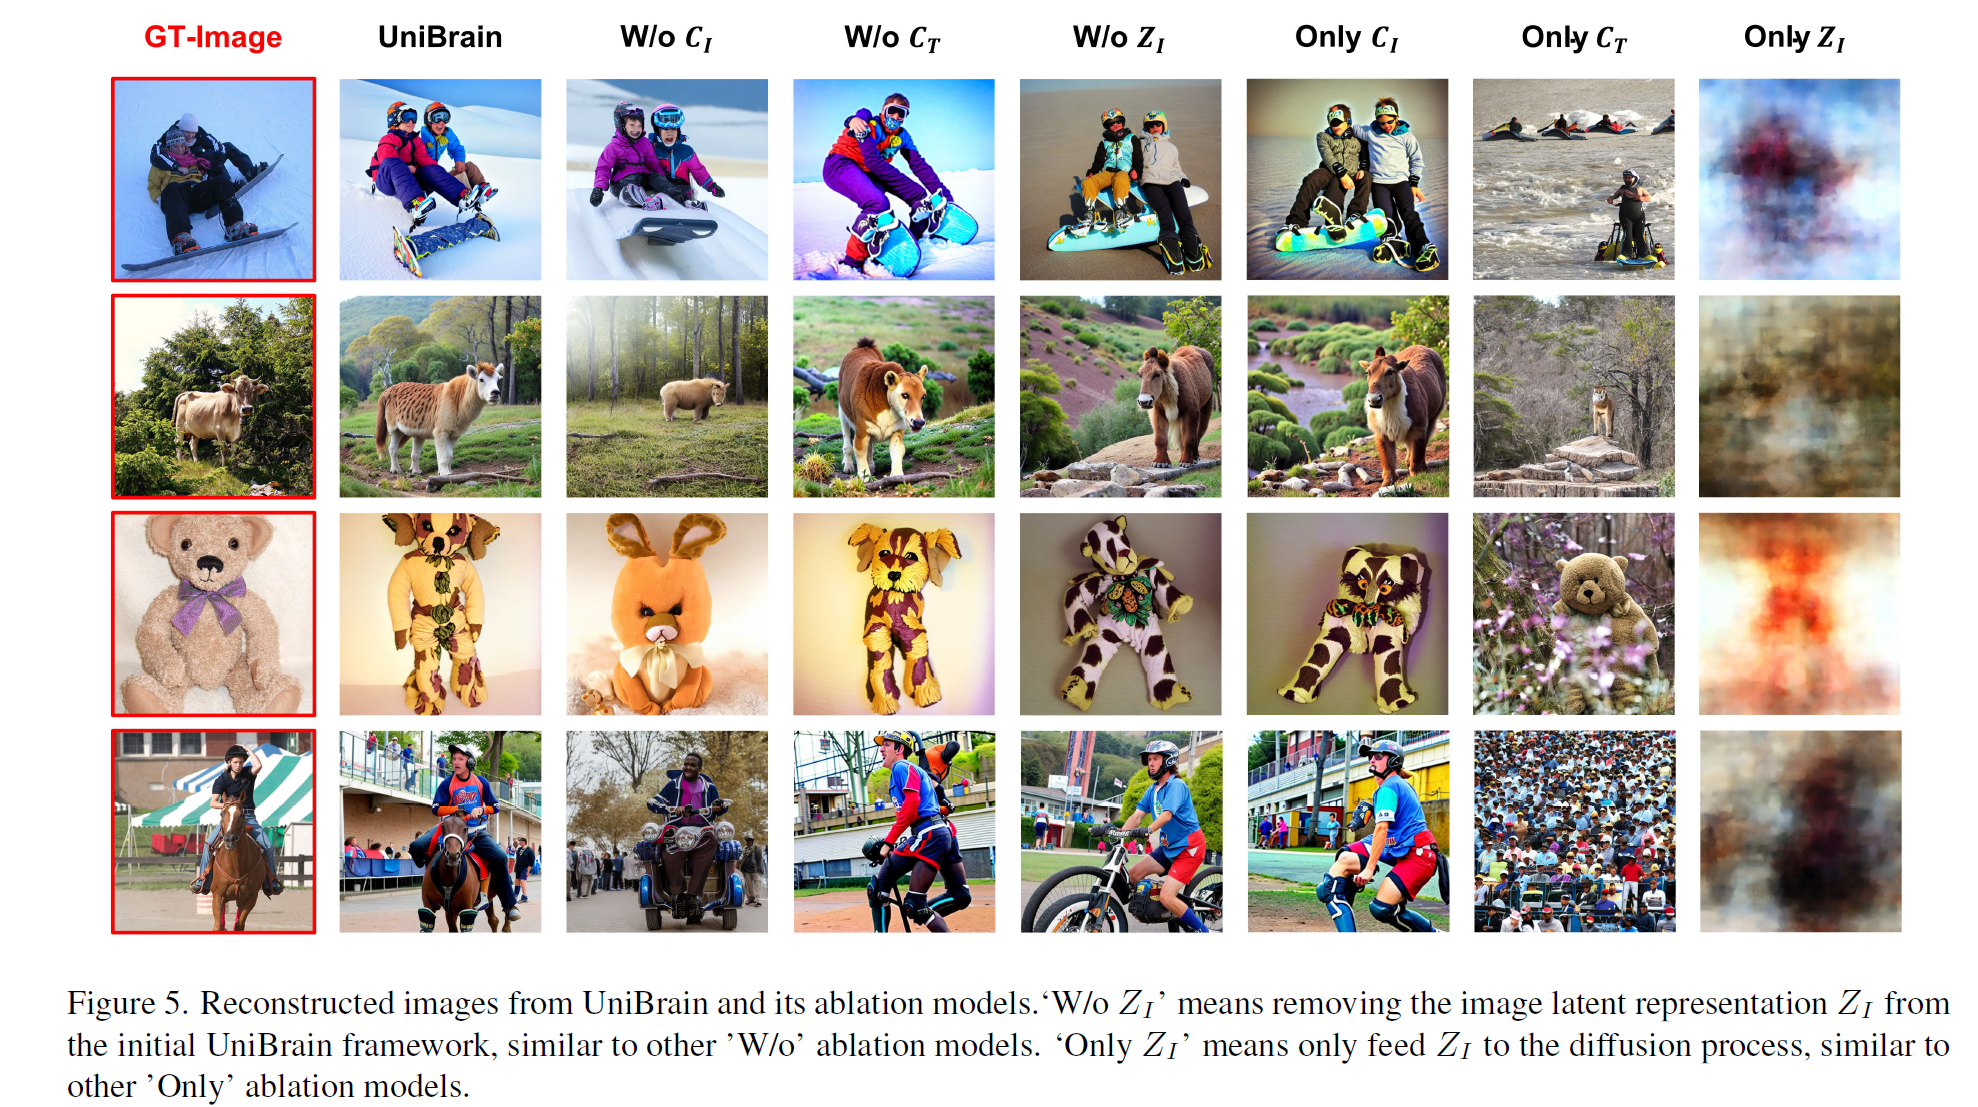 GT-Image UniBrain W/o C_I W/o C_T W/o Z_I Only C_I Only C_T Only Z_I
Figure 5. Reconstructed images from UniBrain and its ablation models.‘W/o Z_I’ means removing the image latent representation Z_I from
the initial UniBrain framework, similar to other ’W/o’ ablation models. ‘Only Z_I’ means only feed Z_I to the diffusion process, similar to
other ’Only’ ablation models.